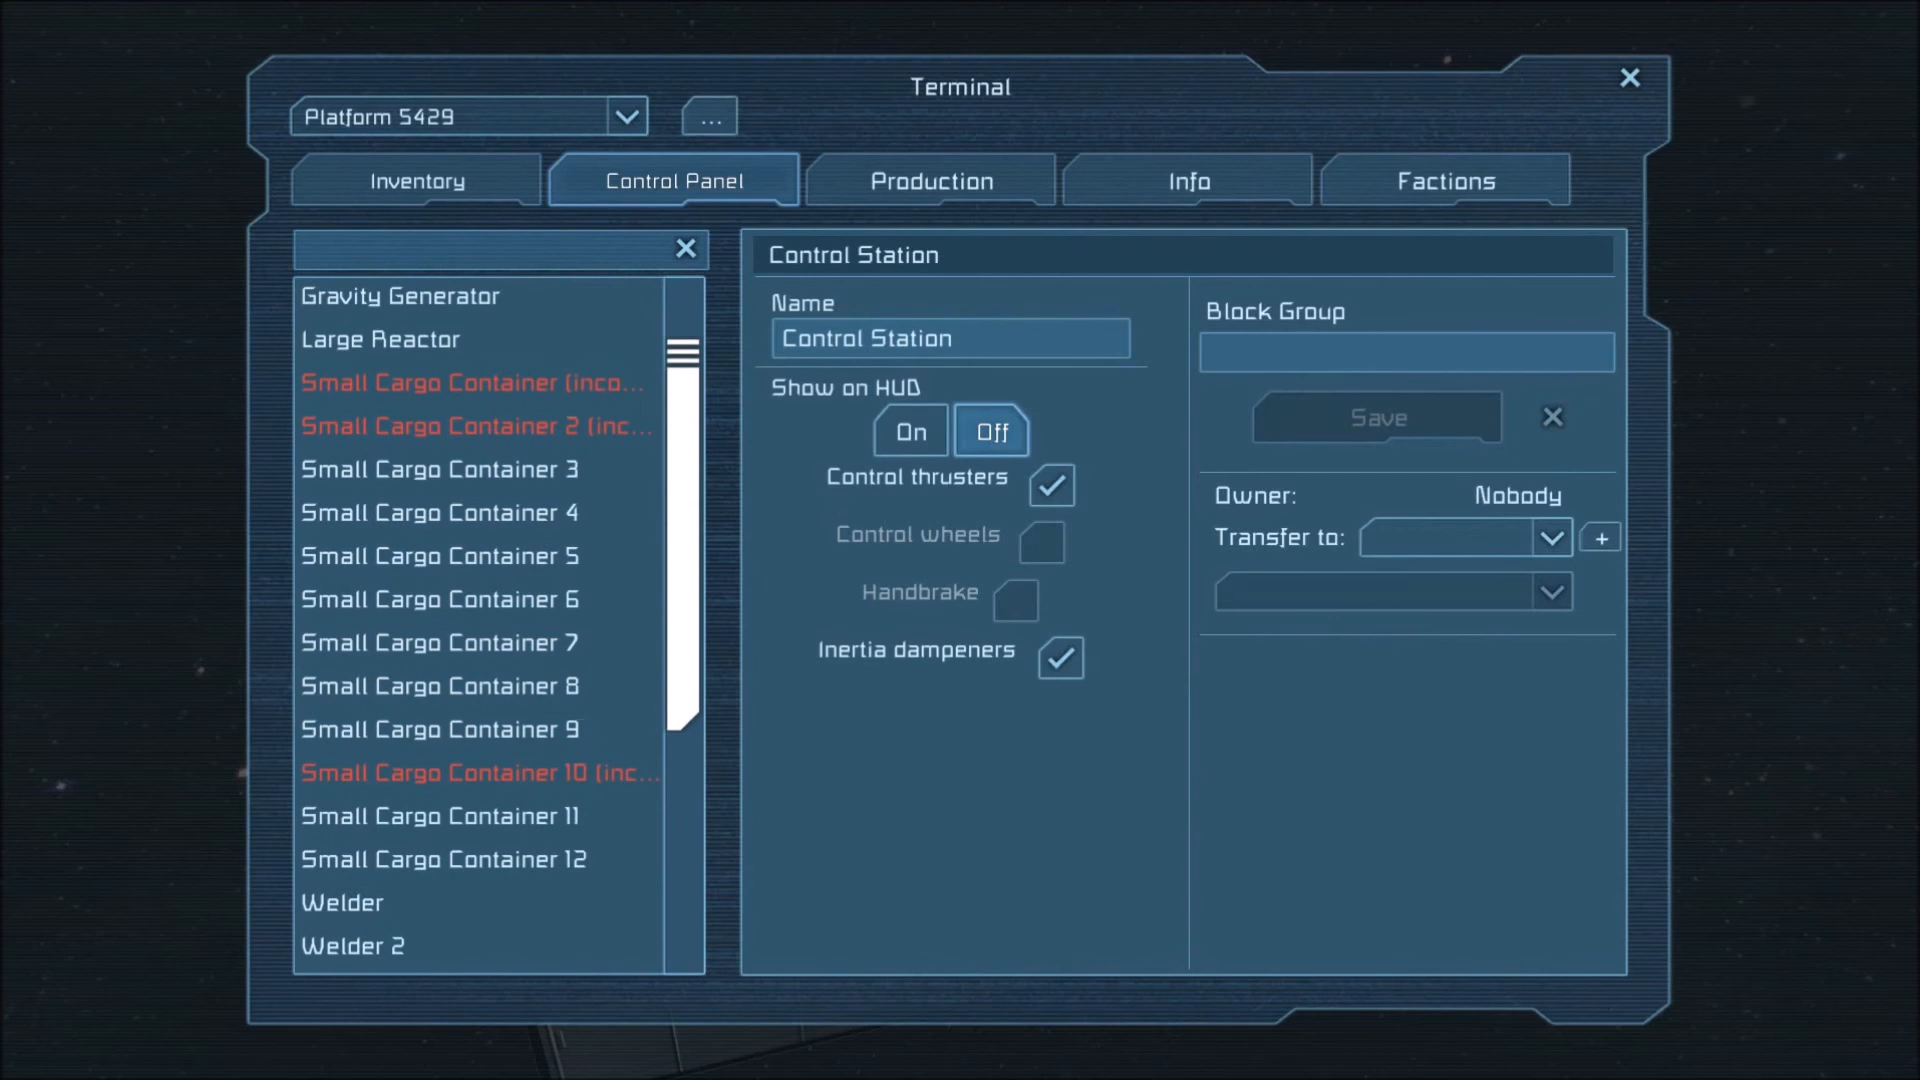 Terminal
Platform 5429
...
Inventory
Control Panel
Production
Info
Factions
Gravity Generator
Large Reactor
Small Cargo Container (inco...
Small Cargo Container 2 (inc...
Small Cargo Container 3
Small Cargo Container 4
Small Cargo Container 5
Small Cargo Container 6
Small Cargo Container 7
Small Cargo Container 8
Small Cargo Container 9
Small Cargo Container 10 (inc...
Small Cargo Container 11
Small Cargo Container 12
Welder
Welder 2
Control Station
Name
Control Station
Show on HUD
On Off
Control thrusters
Control wheels
Handbrake
Inertia dampeners
Block Group
Save
Owner: Nobody
Transfer to: +